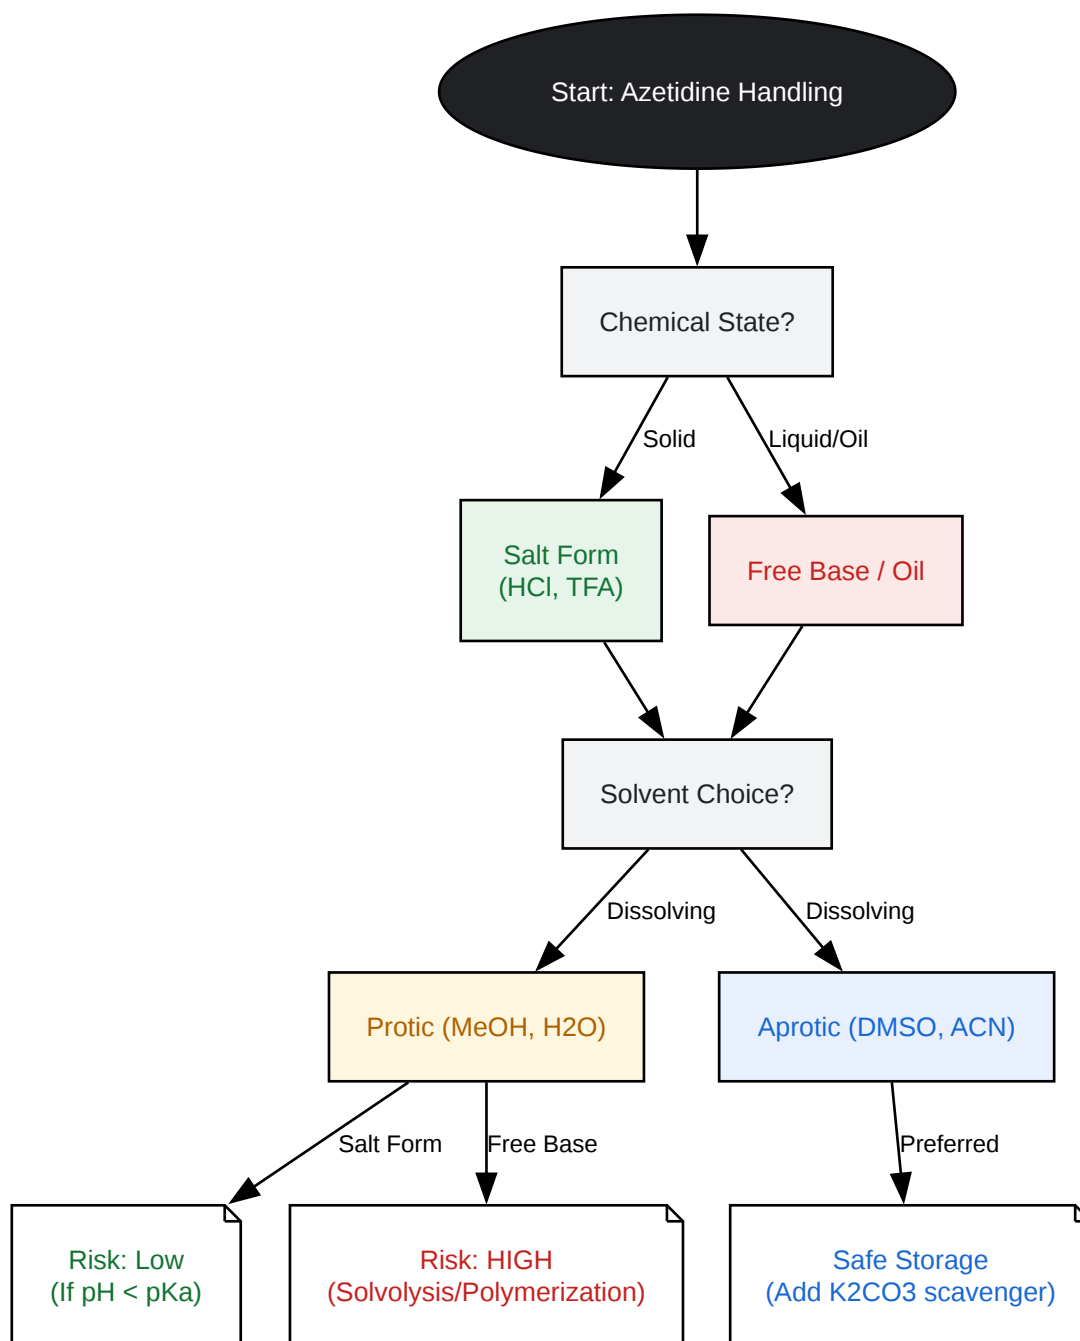 Start: Azetidine Handling
Chemical State?
Solid
Liquid/Oil
Salt Form
(HCl, TFA)
Free Base / Oil
Solvent Choice?
Dissolving
Dissolving
Protic (MeOH, H2O)
Aprotic (DMSO, ACN)
Salt Form
Free Base
Preferred
Risk: Low
(If pH < pKa)
Risk: HIGH
(Solvolysis/Polymerization)
Safe Storage
(Add K2CO3 scavenger)